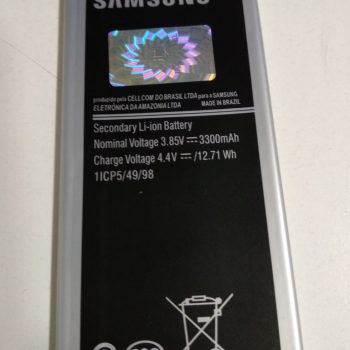 SAMSUNG
produzido pela CELLCOM DO BRASIL LTDA para a SAMSUNG
ELETRÔNICA DA AMAZONIA LTDA MADE IN BRAZIL
Secondary Li-ion Battery
Nominal Voltage 3.85V ⎓ 3300mAh
Charge Voltage 4.4V ⎓ /12.71 Wh
1ICP5/49/98